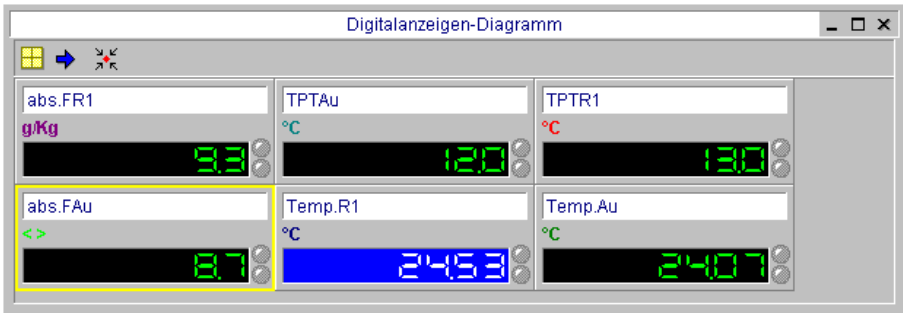 Digitalanzeigen-Diagramm
abs.FR1 TPTAu TPTR1
g/Kg °C °C
9.3 12.0 13.0
abs.FAu Temp.R1 Temp.Au
<> °C °C
8.7 24.53 24.07